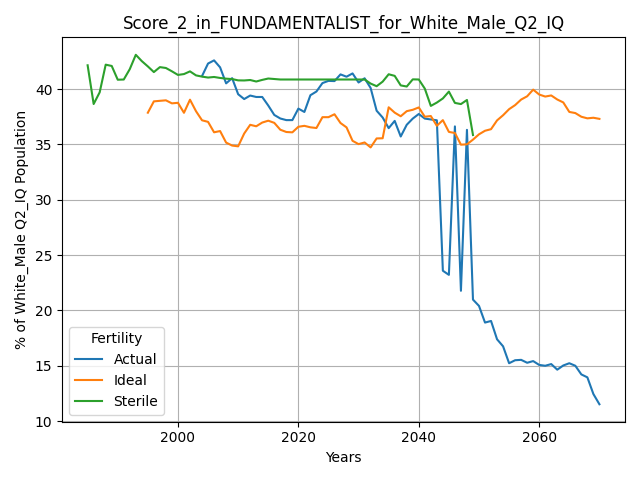 Score_2_in_FUNDAMENTALIST_for_White_Male_Q2_IQ
% of White_Male Q2_IQ Population
40
35
30
25
20
15
10
Fertility
Actual
Ideal
Sterile
2000
2020
2040
2060
Years